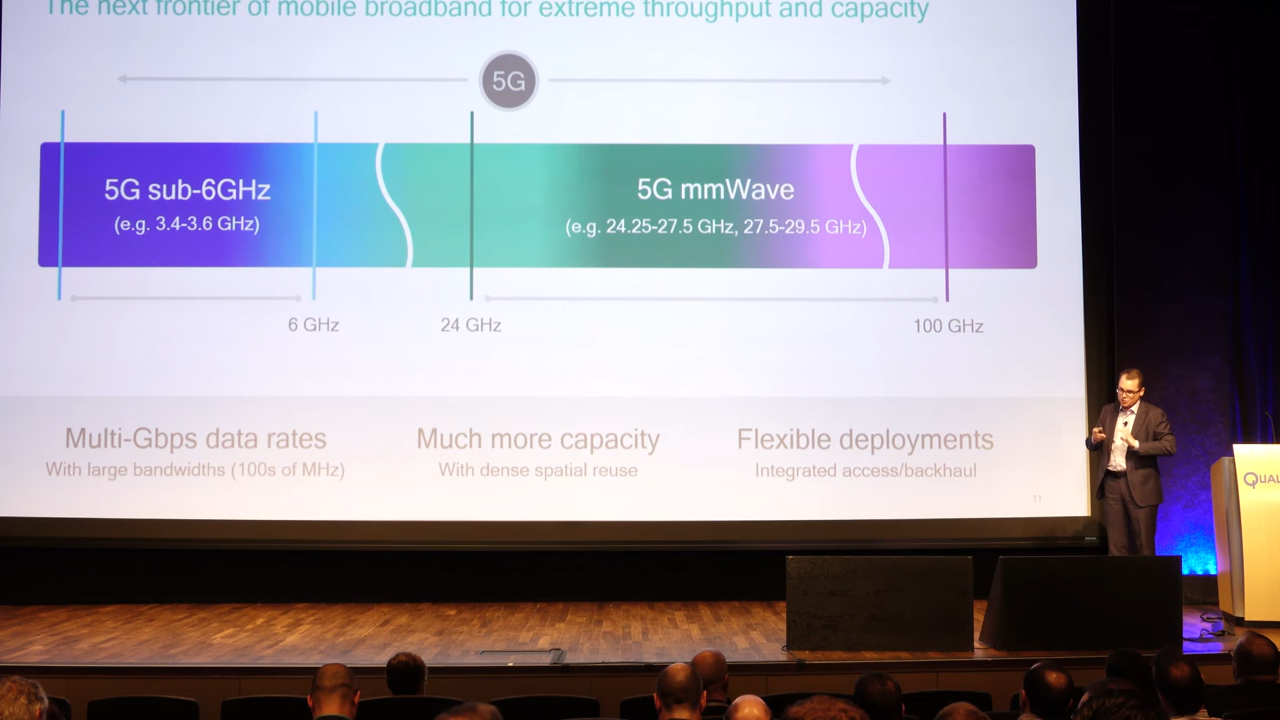 The next frontier of mobile broadband for extreme throughput and capacity
5G
5G sub-6GHz
(e.g. 3.4-3.6 GHz)
5G mmWave
(e.g. 24.25-27.5 GHz, 27.5-29.5 GHz)
6 GHz
24 GHz
100 GHz
Multi-Gbps data rates
With large bandwidths (100s of MHz)
Much more capacity
With dense spatial reuse
Flexible deployments
Integrated access/backhaul
11
QUAL